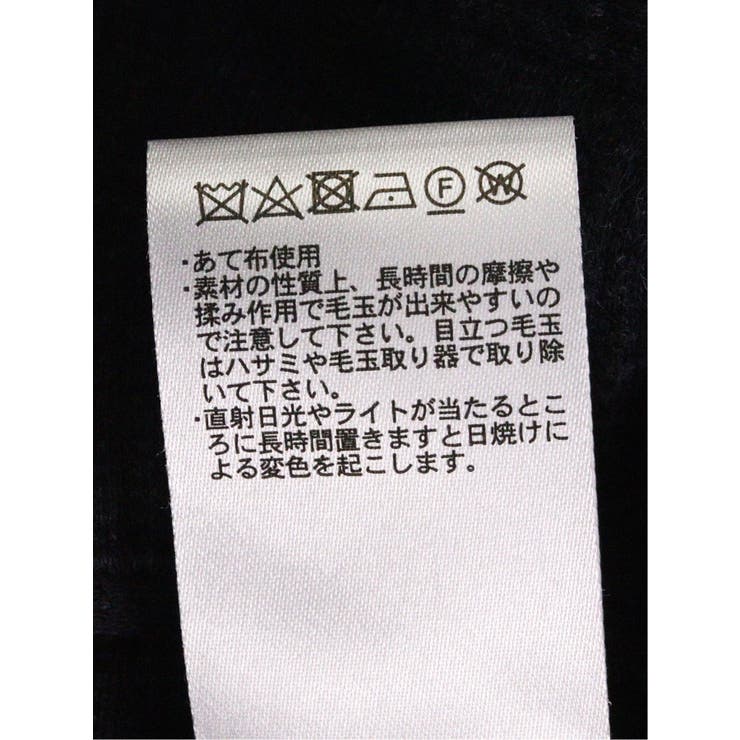 F W
・あて布使用
・素材の性質上、長時間の摩擦や
揉み作用で毛玉が出来やすいの
で注意して下さい。目立つ毛玉
はハサミや毛玉取り器で取り除
いて下さい。
・直射日光やライトが当たるとこ
ろに長時間置きますと日焼けに
よる変色を起こします。